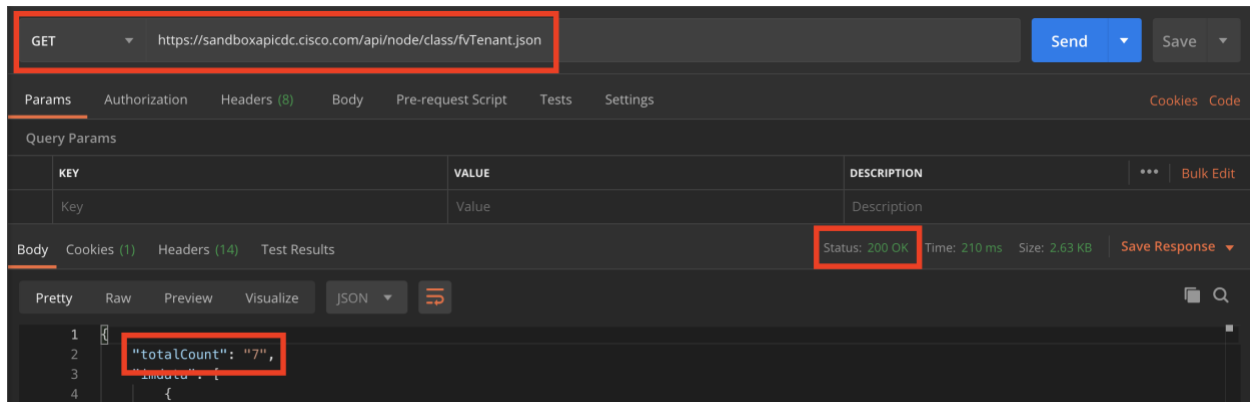 GET https://sandboxapicdc.cisco.com/api/node/class/fvTenant.json Send Save
Params Authorization Headers (8) Body Pre-request Script Tests Settings Cookies Code
Query Params
KEY VALUE DESCRIPTION ••• Bulk Edit
Key Value Description
Body Cookies (1) Headers (14) Test Results Status: 200 OK Time: 210 ms Size: 2.63 KB Save Response
Pretty Raw Preview Visualize JSON
1 {
2 "totalCount": "7",
3 "imdata": [
4 {